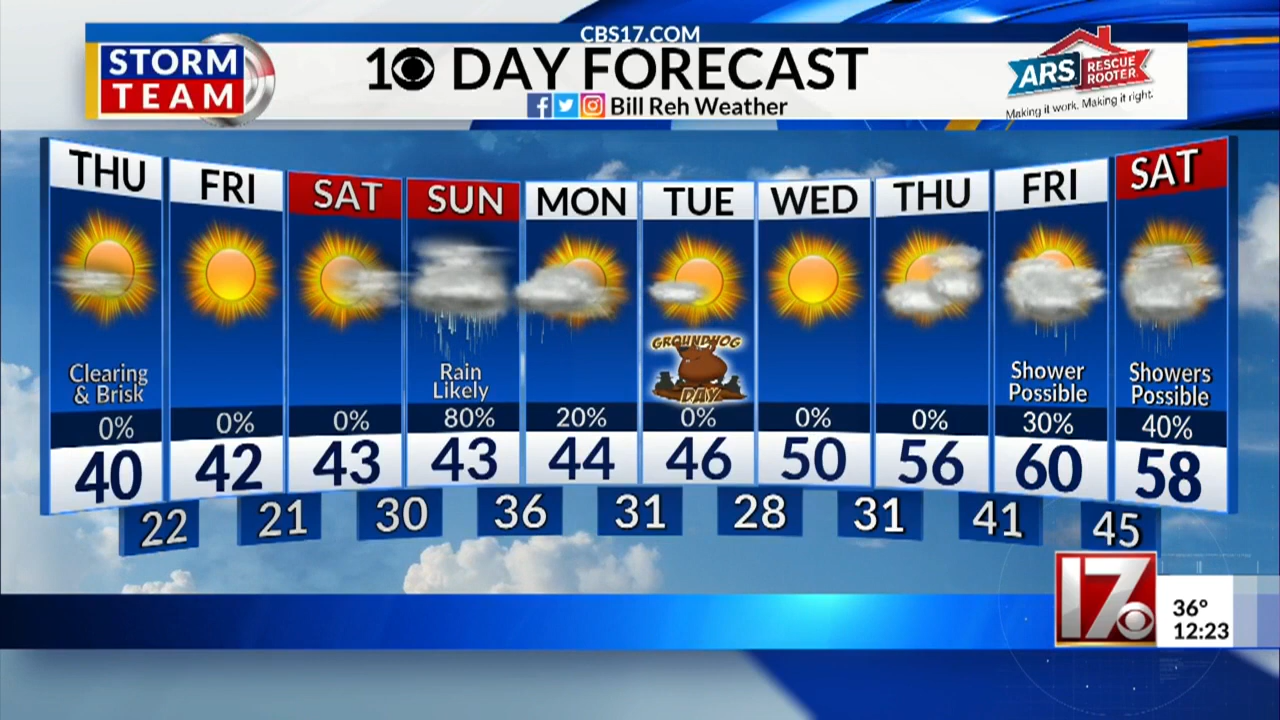 CBS17.COM
STORM
TEAM
10 DAY FORECAST
Bill Reh Weather
ARS
RESCUE
ROOTER
Making it work. Making it right.
THU FRI SAT SUN MON TUE WED THU FRI SAT
GROUNDHOG
DAY
Clearing
& Brisk
Rain
Likely
Shower
Possible
Showers
Possible
0% 0% 0% 80% 20% 0% 0% 0% 30% 40%
40 42 43 43 44 46 50 56 60 58
22 21 30 36 31 28 31 41 45
17
36°
12:23